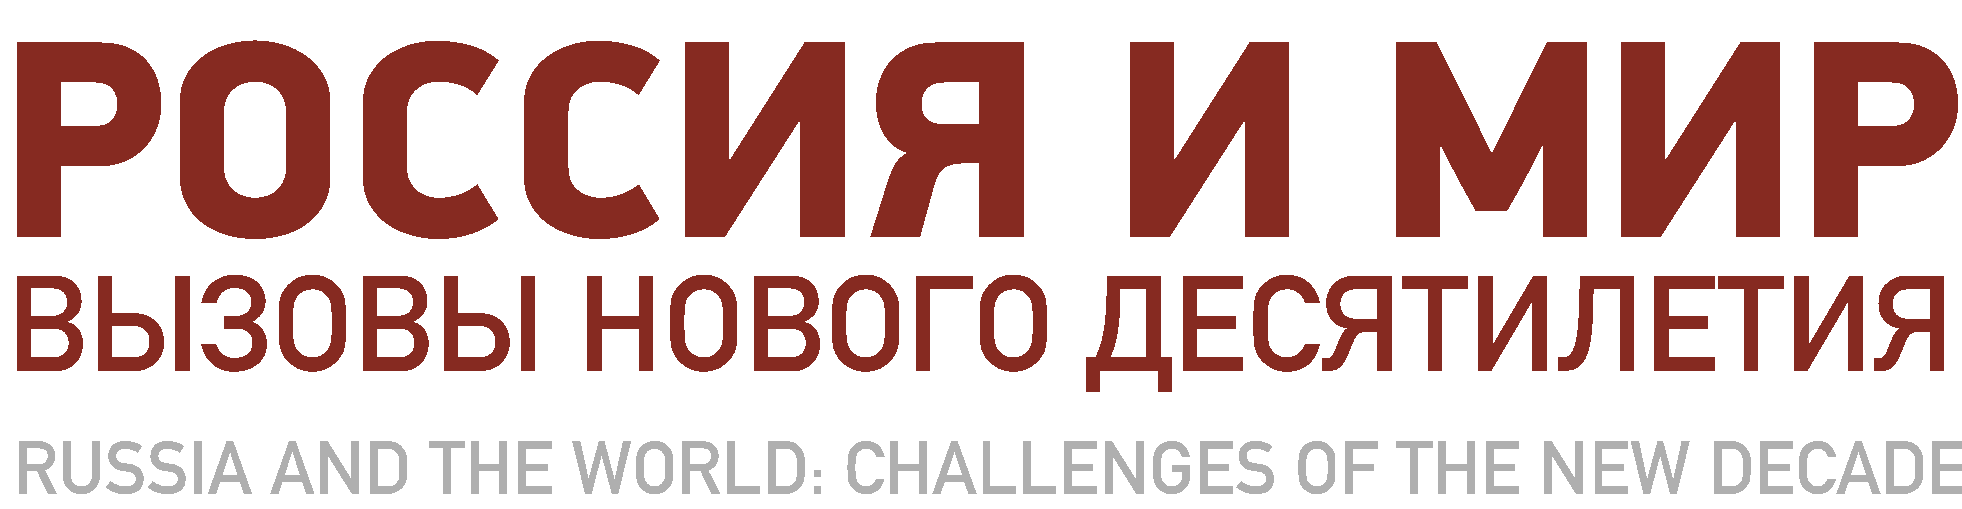 РОССИЯ И МИР
ВЫЗОВЫ НОВОГО ДЕСЯТИЛЕТИЯ
RUSSIA AND THE WORLD: CHALLENGES OF THE NEW DECADE